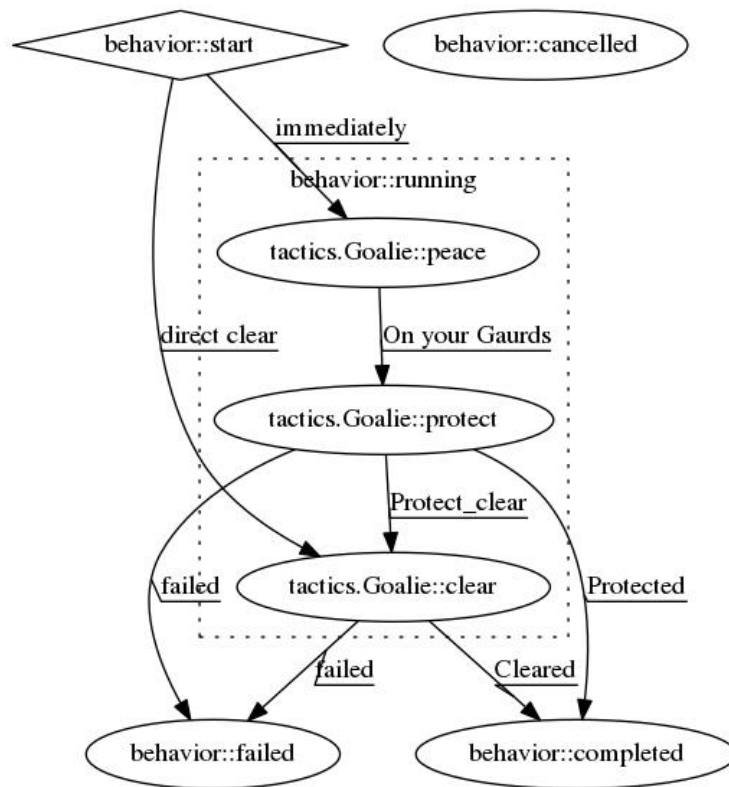 behavior::start
behavior::cancelled
immediately
behavior::running
tactics.Goalie::peace
direct clear
On your Gaurds
tactics.Goalie::protect
Protect_clear
failed
tactics.Goalie::clear
Protected
failed
Cleared
behavior::failed
behavior::completed